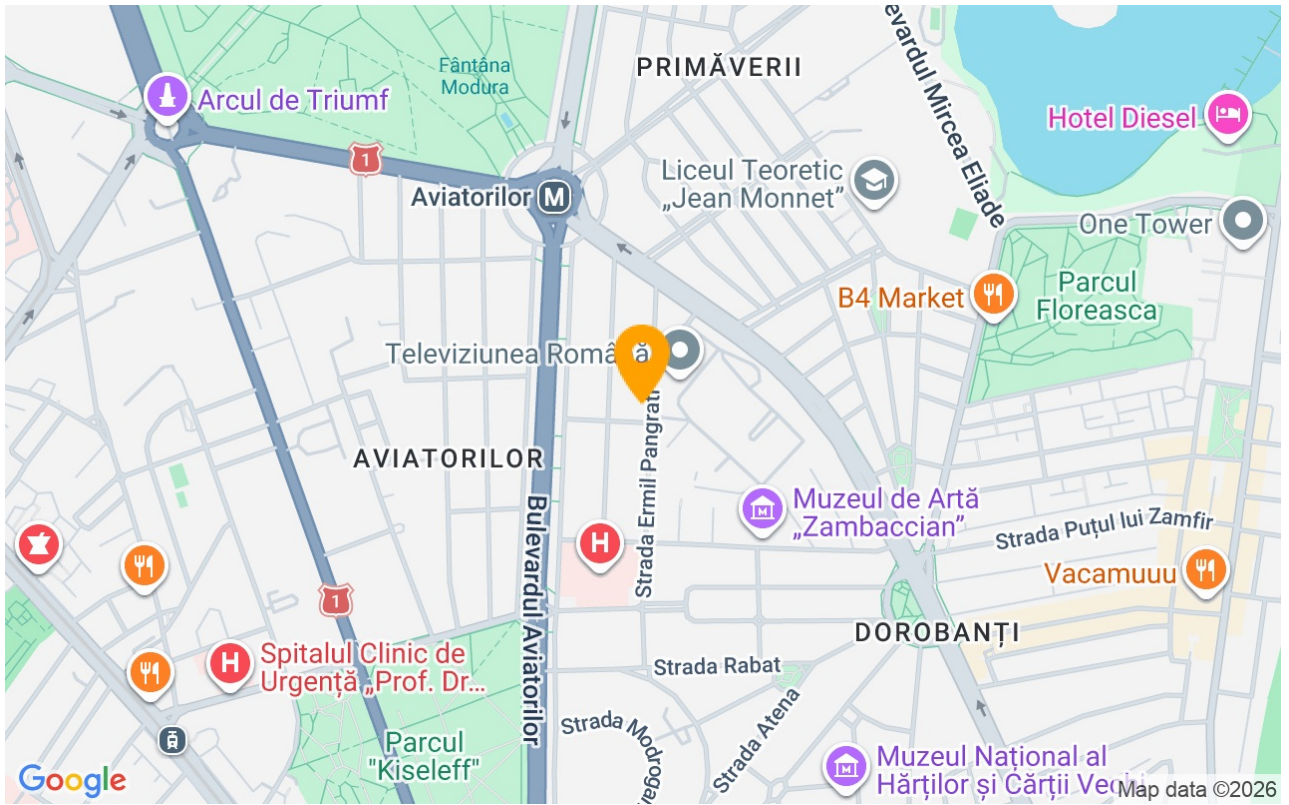 PRIMĂVERII
Fântâna
Modura
Arcul de Triumf
1
Aviatorilor
M
Liceul Teoretic
„Jean Monnet”
Bulevardul Mircea Eliade
Hotel Diesel
One Tower
B4 Market
Parcul
Floreasca
Televiziunea Română
AVIATORILOR
Bulevardul Aviatorilor
Strada Ermil Pangrati
H
Muzeul de Artă
„Zambaccian”
Strada Puțul lui Zamfir
Vacamuuu
1
DOROBANȚI
H
Spitalul Clinic de
Urgență „Prof. Dr...
Strada Rabat
Strada Atena
Parcul
"Kiseleff"
Muzeul Național al
Hărților și Cărții Vechi
Google
Map data ©2026